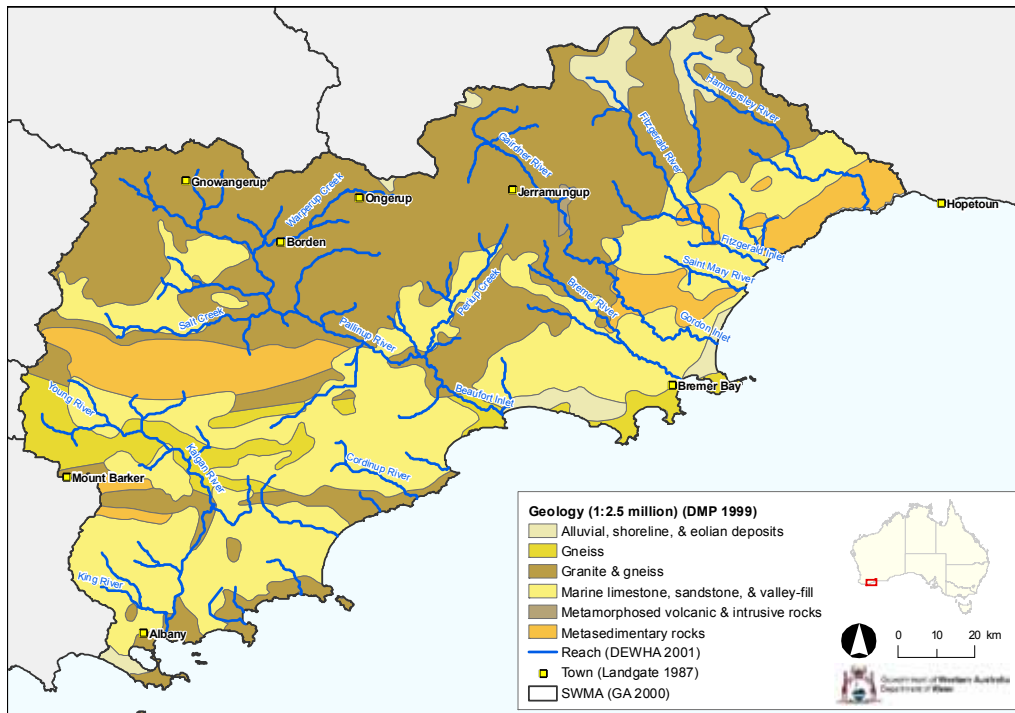 Hammersley River
Fitzgerald River
Gairdner River
Gnowangerup
Warperup Creek
Ongerup
Jerramungup
Hopetoun
Borden
Fitzgerald Inlet
Saint Mary River
Peniup Creek
Bremer River
Salt Creek
Pallinup River
Gordon Inlet
Beaufort Inlet
Bremer Bay
Young River
Kalgan River
Cordinup River
Mount Barker
King River
Albany
Geology (1:2.5 million) (DMP 1999)
Alluvial, shoreline, & eolian deposits
Gneiss
Granite & gneiss
Marine limestone, sandstone, & valley-fill
Metamorphosed volcanic & intrusive rocks
Metasedimentary rocks
Reach (DEWHA 2001)
Town (Landgate 1987)
SWMA (GA 2000)
0 10 20 km
Government of Western Australia
Department of Water